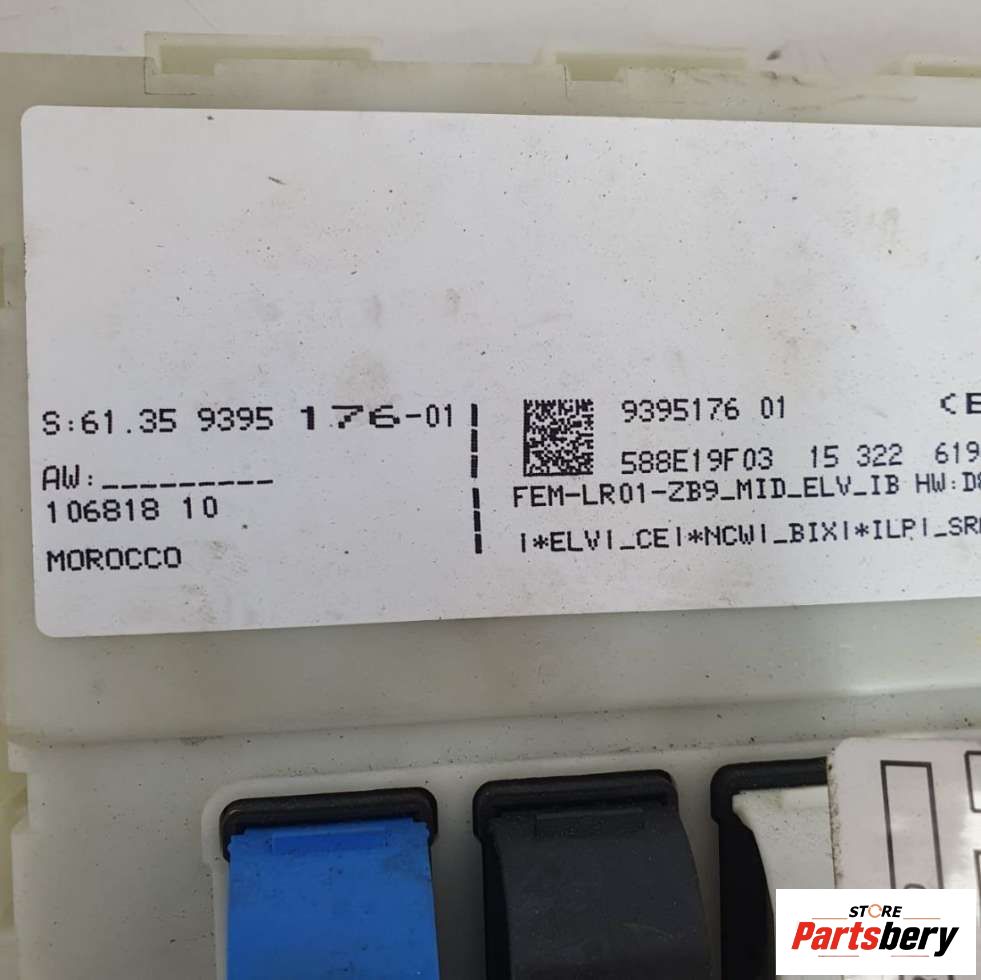 S:61.35 9395 176-01
AW:_________
106818 10
MOROCCO
9395176 01
588E19F03 15 322 619
FEM-LR01-ZB9_MID_ELV_IB HW:D8
|*ELV|_CE|*NCW|_BIX|*ILP|_SR
STORE
Partsbery